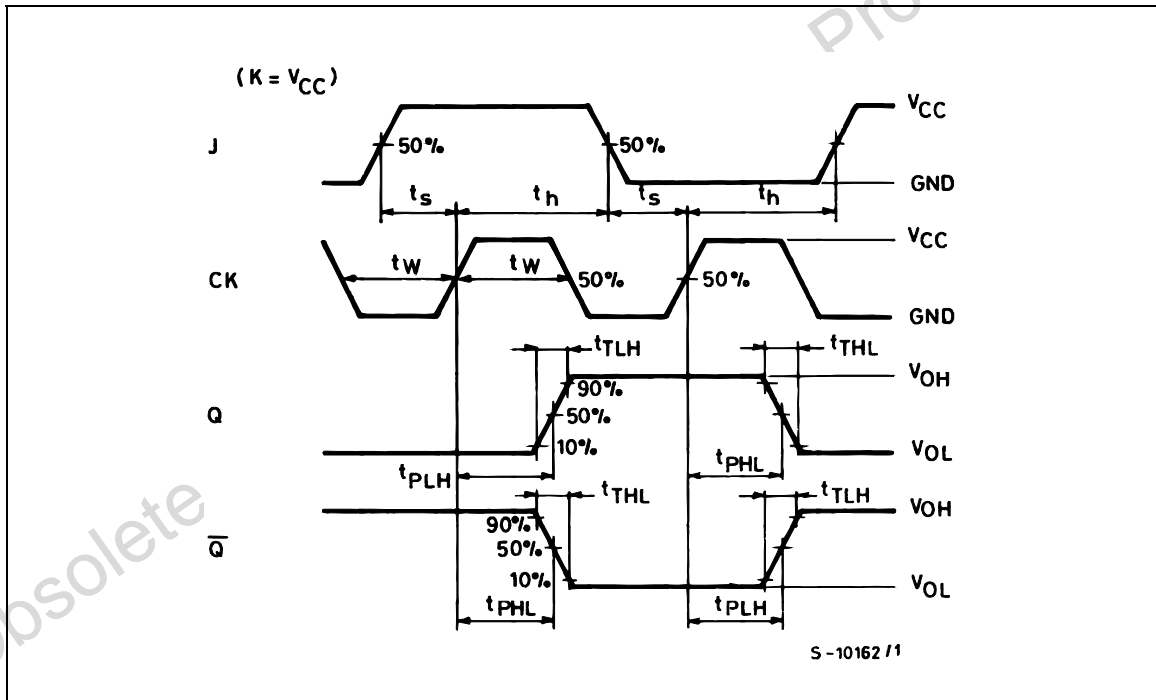 Pro
(K = VCC)
VCC
J
50%
50%
GND
ts
th
ts
th
VCC
CK
tW
tW
50%
50%
GND
tTLH
tTHL
VOH
90%
Q
50%
10%
VOL
tPLH
tPHL
tTHL
tTLH
VOH
90%
Q
50%
10%
VOL
tPHL
tPLH
S-10162/1
bsolete